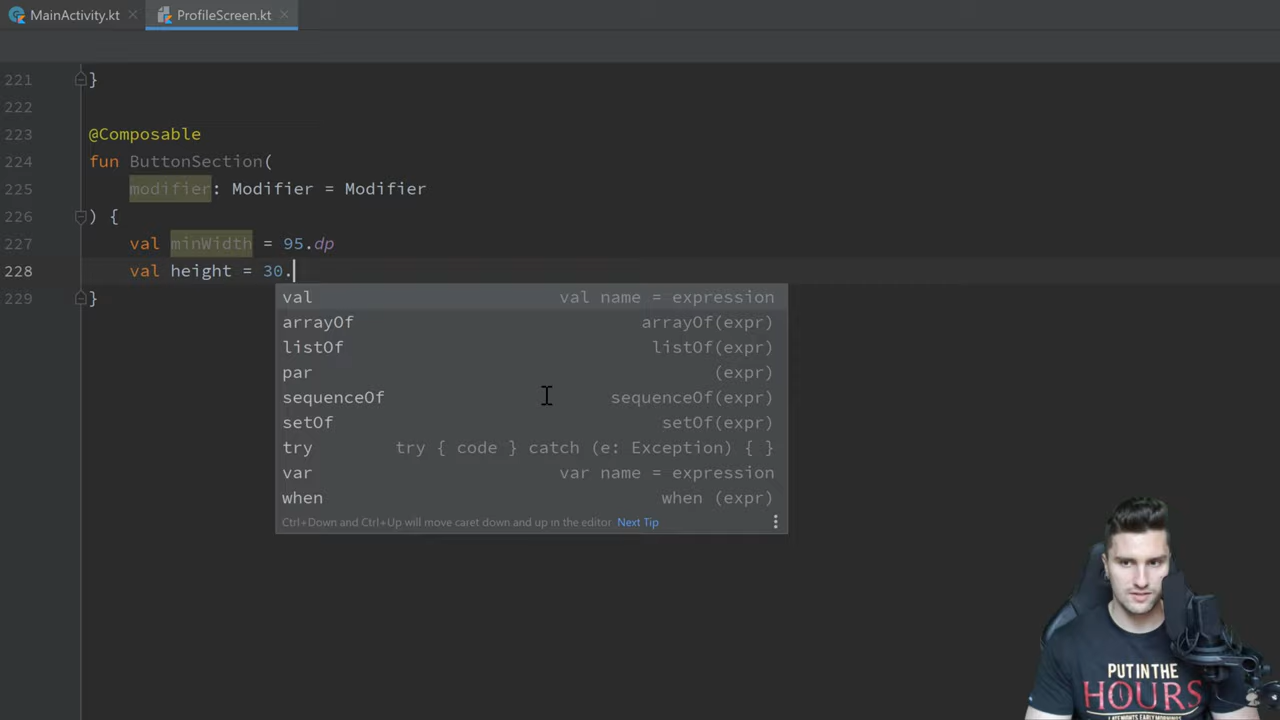 MainActivity.kt
ProfileScreen.kt
221 }
222
223 @Composable
224 fun ButtonSection(
225 modifier: Modifier = Modifier
226 ) {
227 val minWidth = 95.dp
228 val height = 30.
229 }
val val name = expression
arrayOf arrayOf(expr)
listOf listOf(expr)
par (expr)
sequenceOf sequenceOf(expr)
setOf setOf(expr)
try try { code } catch (e: Exception) { }
var var name = expression
when when (expr)
Ctrl+Down and Ctrl+Up will move caret down and up in the editor Next Tip
PUT IN THE
HOURS